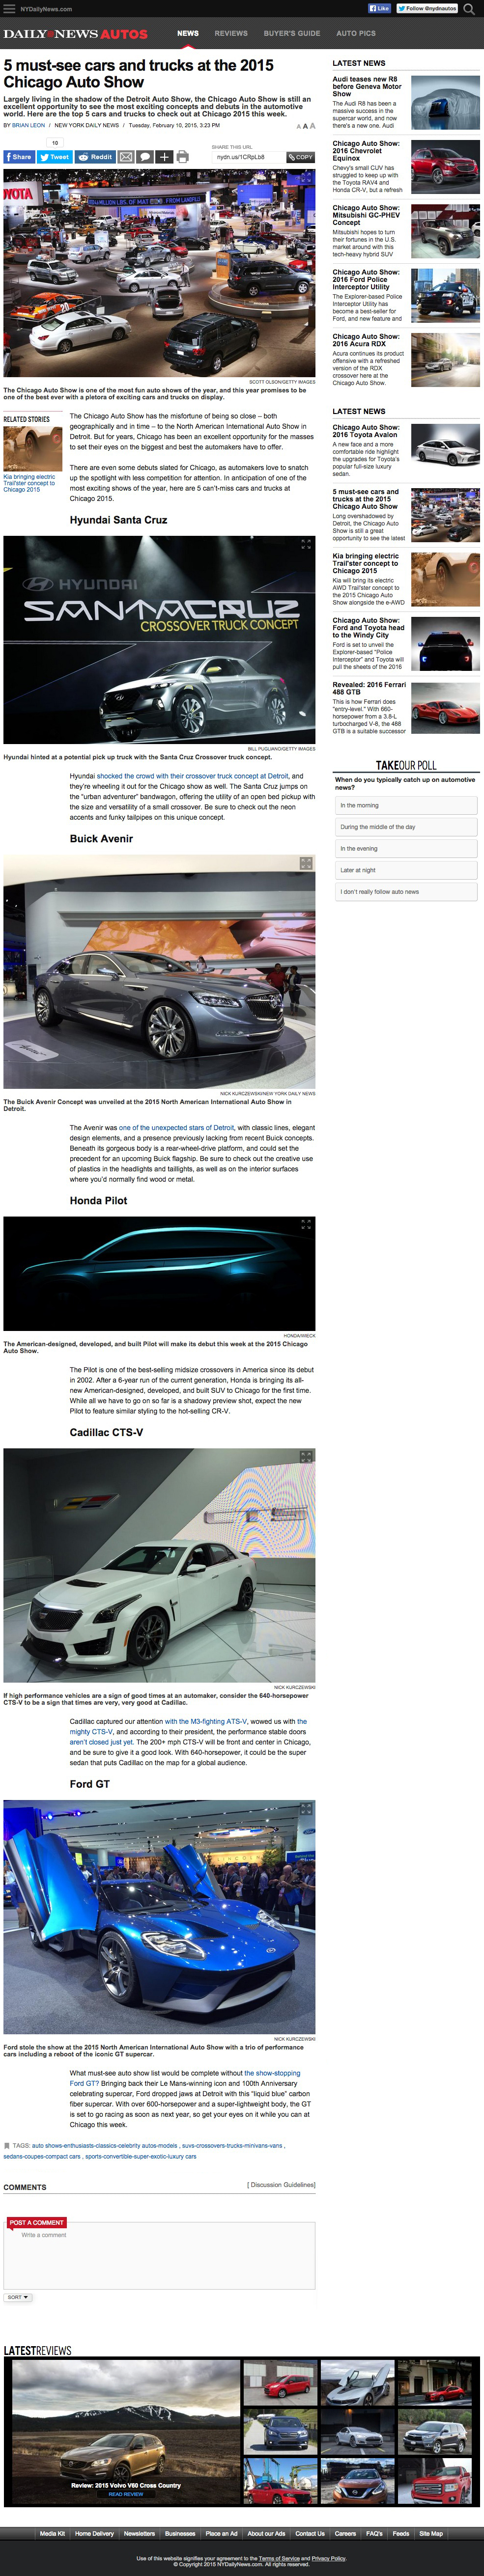 NYDailyNews.com
Like
Follow @nydnautos
DAILY NEWS AUTOS
NEWS
REVIEWS
BUYER'S GUIDE
AUTO PICS
5 must-see cars and trucks at the 2015
Chicago Auto Show
Largely living in the shadow of the Detroit Auto Show, the Chicago Auto Show is still an
excellent opportunity to see the most exciting concepts and debuts in the automotive
world. Here are the top 5 cars and trucks to check out at Chicago 2015 this week.
BY BRIAN LEON / NEW YORK DAILY NEWS / Tuesday, February 10, 2015, 3:23 PM
A A A
10
SHARE THIS URL
Share
Tweet
Reddit
nydn.us/1CRpLb8
COPY
SCOTT OLSON/GETTY IMAGES
The Chicago Auto Show is one of the most fun auto shows of the year, and this year promises to be
one of the best ever with a pletora of exciting cars and trucks on display.
RELATED STORIES
Kia bringing electric
Trail'ster concept to
Chicago 2015
The Chicago Auto Show has the misfortune of being so close – both
geographically and in time – to the North American International Auto Show in
Detroit. But for years, Chicago has been an excellent opportunity for the masses
to set their eyes on the biggest and best the automakers have to offer.
There are even some debuts slated for Chicago, as automakers love to snatch
up the spotlight with less competition for attention. In anticipation of one of the
most exciting shows of the year, here are 5 can't-miss cars and trucks at
Chicago 2015.
Hyundai Santa Cruz
HYUNDAI
SANTACRUZ
CROSSOVER TRUCK CONCEPT
BILL PUGLIANO/GETTY IMAGES
Hyundai hinted at a potential pick up truck with the Santa Cruz Crossover truck concept.
Hyundai shocked the crowd with their crossover truck concept at Detroit, and
they're wheeling it out for the Chicago show as well. The Santa Cruz jumps on
the "urban adventurer" bandwagon, offering the utility of an open bed pickup with
the size and versatility of a small crossover. Be sure to check out the neon
accents and funky tailpipes on this unique concept.
Buick Avenir
NICK KURCZEWSKI/NEW YORK DAILY NEWS
The Buick Avenir Concept was unveiled at the 2015 North American International Auto Show in
Detroit.
The Avenir was one of the unexpected stars of Detroit, with classic lines, elegant
design elements, and a presence previously lacking from recent Buick concepts.
Beneath its gorgeous body is a rear-wheel-drive platform, and could set the
precedent for an upcoming Buick flagship. Be sure to check out the creative use
of plastics in the headlights and taillights, as well as on the interior surfaces
where you'd normally find wood or metal.
Honda Pilot
HONDA/WIECK
The American-designed, developed, and built Pilot will make its debut this week at the 2015 Chicago
Auto Show.
The Pilot is one of the best-selling midsize crossovers in America since its debut
in 2002. After a 6-year run of the current generation, Honda is bringing its all-
new American-designed, developed, and built SUV to Chicago for the first time.
While all we have to go on so far is a shadowy preview shot, expect the new
Pilot to feature similar styling to the hot-selling CR-V.
Cadillac CTS-V
NICK KURCZEWSKI
If high performance vehicles are a sign of good times at an automaker, consider the 640-horsepower
CTS-V to be a sign that times are very, very good at Cadillac.
Cadillac captured our attention with the M3-fighting ATS-V, wowed us with the
mighty CTS-V, and according to their president, the performance stable doors
aren't closed just yet. The 200+ mph CTS-V will be front and center in Chicago,
and be sure to give it a good look. With 640-horsepower, it could be the super
sedan that puts Cadillac on the map for a global audience.
Ford GT
NICK KURCZEWSKI
Ford stole the show at the 2015 North American International Auto Show with a trio of performance
cars including a reboot of the iconic GT supercar.
What must-see auto show list would be complete without the show-stopping
Ford GT? Bringing back their Le Mans-winning icon and 100th Anniversary
celebrating supercar, Ford dropped jaws at Detroit with this "liquid blue" carbon
fiber supercar. With over 600-horsepower and a super-lightweight body, the GT
is set to go racing as soon as next year, so get your eyes on it while you can at
Chicago this week.
TAGS: auto shows-enthusiasts-classics-celebrity autos-models , suvs-crossovers-trucks-minivans-vans ,
sedans-coupes-compact cars , sports-convertible-super-exotic-luxury cars
COMMENTS
[ Discussion Guidelines]
POST A COMMENT
Write a comment
SORT
LATEST NEWS
Audi teases new R8
before Geneva Motor
Show
The Audi R8 has been a
massive success in the
supercar world, and now
there's a new one. Audi
Chicago Auto Show:
2016 Chevrolet
Equinox
Chevy's small CUV has
struggled to keep up with
the Toyota RAV4 and
Honda CR-V, but a refresh
Chicago Auto Show:
Mitsubishi GC-PHEV
Concept
Mitsubishi hopes to turn
their fortunes in the U.S.
market around with this
tech-heavy hybrid SUV
Chicago Auto Show:
2016 Ford Police
Interceptor Utility
The Explorer-based Police
Interceptor Utility has
become a best-seller for
Ford, and new feature and
Chicago Auto Show:
2016 Acura RDX
Acura continues its product
offensive with a refreshed
version of the RDX
crossover here at the
Chicago Auto Show.
LATEST NEWS
Chicago Auto Show:
2016 Toyota Avalon
A new face and a more
comfortable ride highlight
the upgrades for Toyota's
popular full-size luxury
sedan.
5 must-see cars and
trucks at the 2015
Chicago Auto Show
Long overshadowed by
Detroit, the Chicago Auto
Show is still a great
opportunity to see the latest
Kia bringing electric
Trail'ster concept to
Chicago 2015
Kia will bring its electric
AWD Trail'ster concept to
the 2015 Chicago Auto
Show alongside the e-AWD
Chicago Auto Show:
Ford and Toyota head
to the Windy City
Ford is set to unveil the
Explorer-based "Police
Interceptor" and Toyota will
pull the sheets of the 2016
Revealed: 2016 Ferrari
488 GTB
This is how Ferrari does
"entry-level." With 660-
horsepower from a 3.8-L
turbocharged V-8, the 488
GTB is a suitable successor
TAKE OUR POLL
When do you typically catch up on automotive
news?
In the morning
During the middle of the day
In the evening
Later at night
I don't really follow auto news
LATEST REVIEWS
Review: 2015 Volvo V60 Cross Country
READ REVIEW
Media Kit
Home Delivery
Newsletters
Businesses
Place an Ad
About our Ads
Contact Us
Careers
FAQ's
Feeds
Site Map
Use of this website signifies your agreement to the Terms of Service and Privacy Policy.
© Copyright 2015 NYDailyNews.com. All rights reserved.